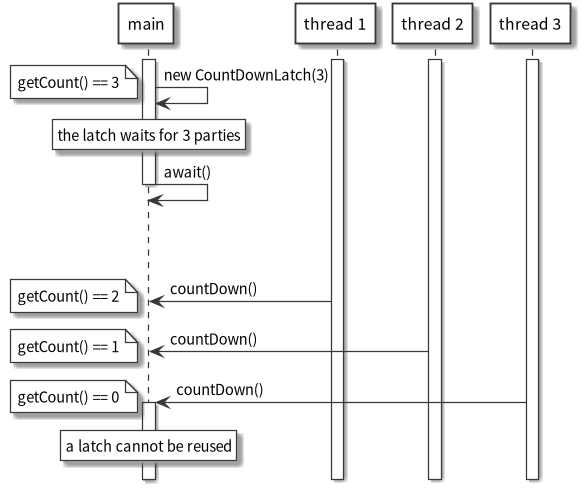 main
thread 1
thread 2
thread 3
getCount() == 3
new CountDownLatch(3)
the latch waits for 3 parties
await()
getCount() == 2
countDown()
getCount() == 1
countDown()
getCount() == 0
countDown()
a latch cannot be reused